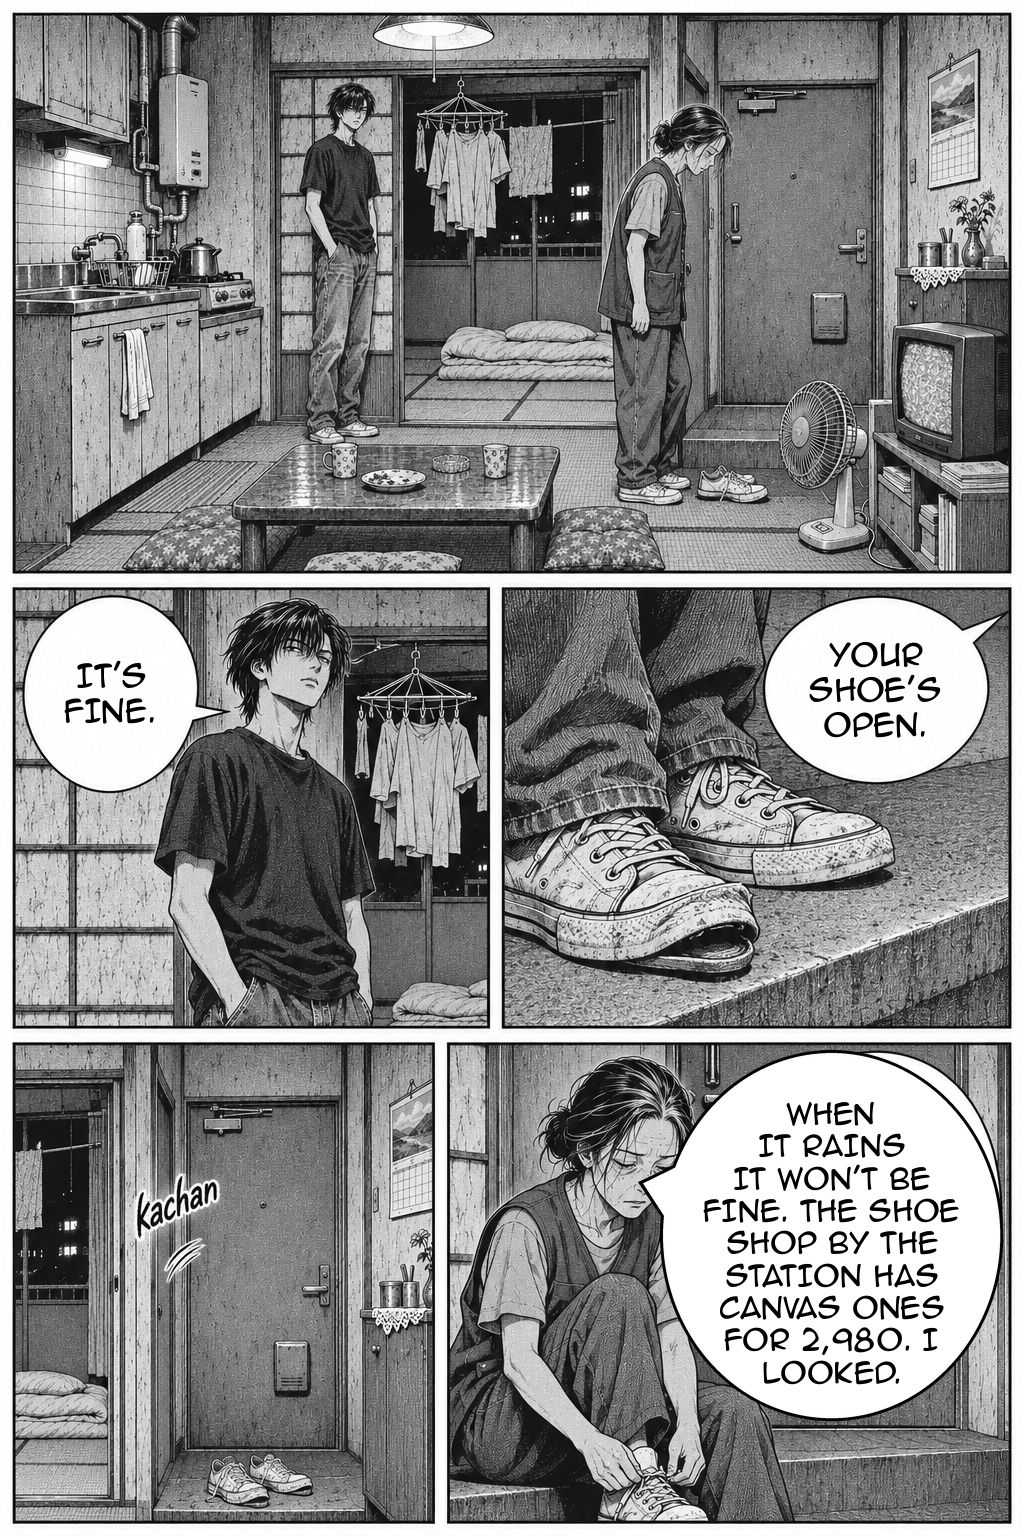 YOUR
SHOE'S
OPEN.
IT'S
FINE.
WHEN
IT RAINS
IT WON'T BE
FINE. THE SHOE
SHOP BY THE
STATION HAS
CANVAS ONES
FOR 2,980. I
LOOKED.
kachan